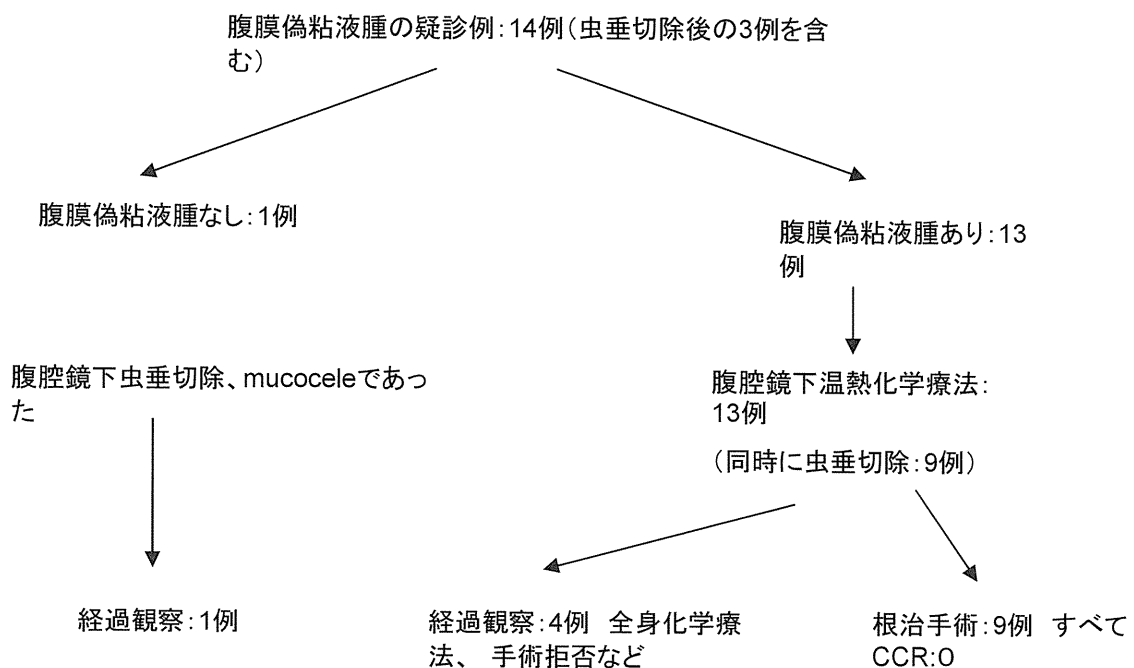 腹膜偽粘液腫の疑診例:14例(虫垂切除後の3例を含
む)
腹膜偽粘液腫なし:1例
腹膜偽粘液腫あり:13
例
腹腔鏡下虫垂切除、mucoceleであっ
た
腹腔鏡下温熱化学療法:
13例
(同時に虫垂切除:9例)
経過観察:1例
経過観察:4例 全身化学療
法、 手術拒否など
根治手術:9例 すべて
CCR:0